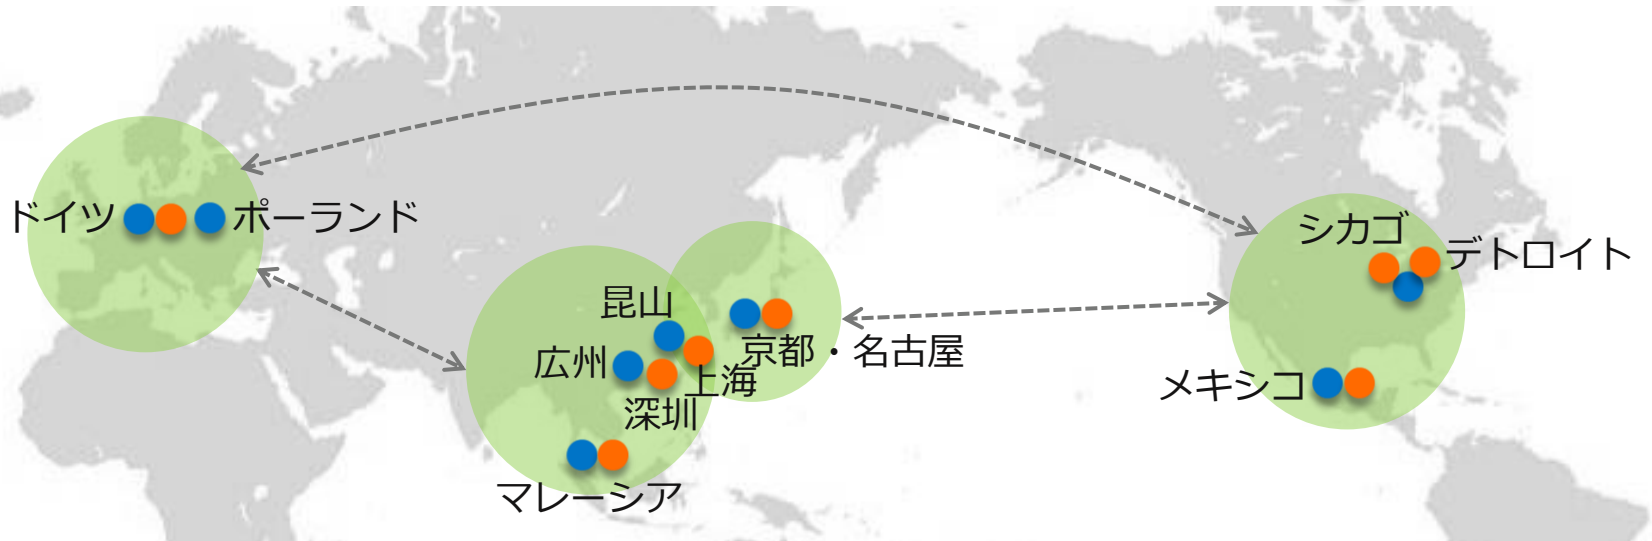 ドイツ
ポーランド
昆山
広州
上海
深圳
マレーシア
京都・名古屋
シカゴ
デトロイト
メキシコ